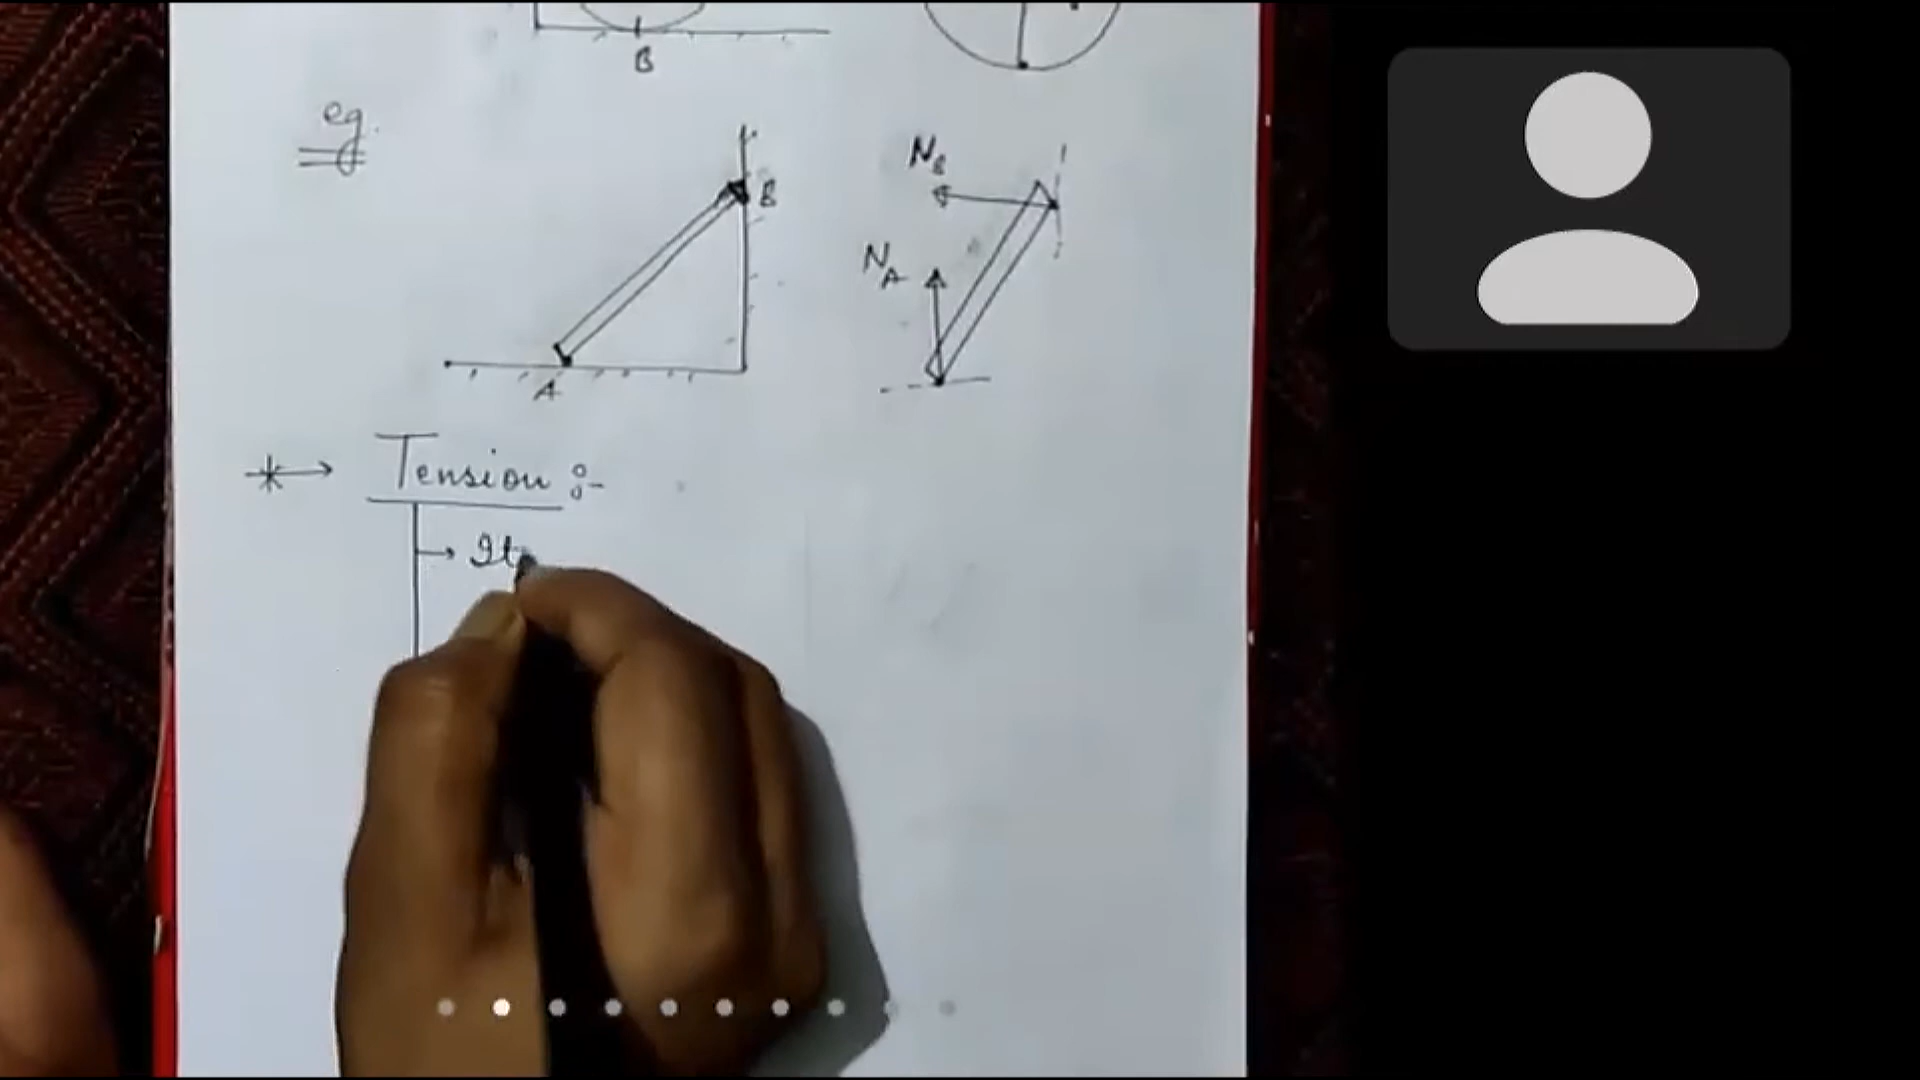 B
eg.
B
A
N_B
N_A
Tension :-
→ It